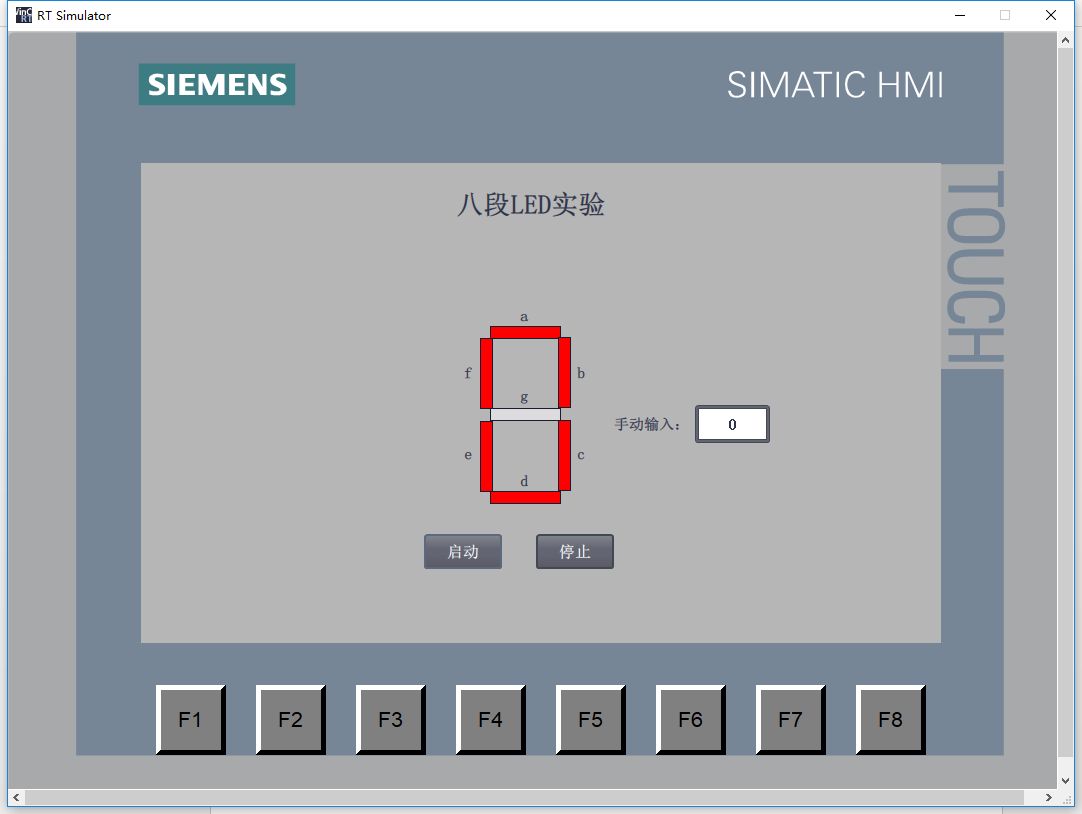 RT Simulator
SIEMENS
SIMATIC HMI
TOUCH
八段LED实验
a
f
b
g
手动输入:
0
e
c
d
启动
停止
F1
F2
F3
F4
F5
F6
F7
F8